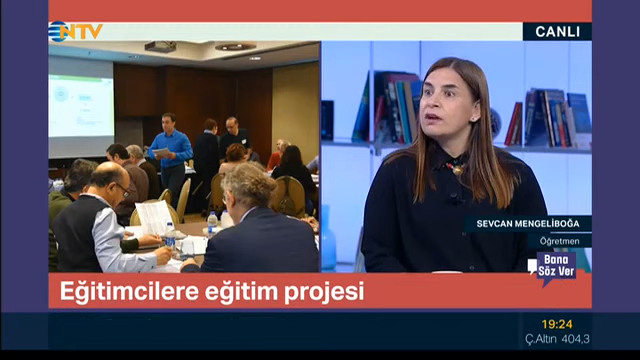 NTV
CANLI
SEVCAN MENGELİBOĞA
Öğretmen
Bana
Söz Ver
Eğitimcilere eğitim projesi
19:24
Ç.Altın 404,3